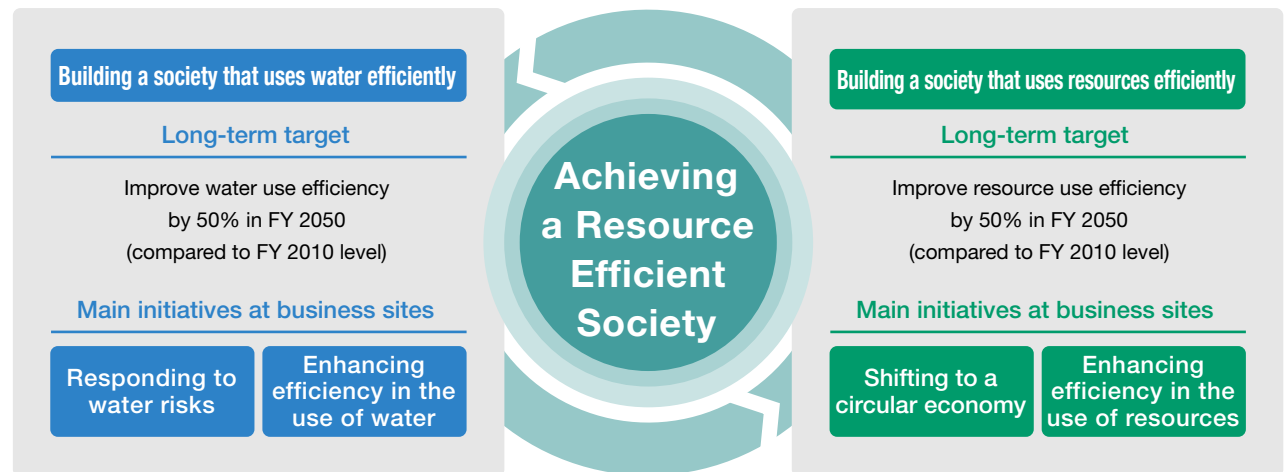 Building a society that uses water efficiently
Long-term target
Improve water use efficiency
by 50% in FY 2050
(compared to FY 2010 level)
Main initiatives at business sites
Responding to
water risks
Enhancing
efficiency in the
use of water
Achieving
a Resource
Efficient
Society
Building a society that uses resources efficiently
Long-term target
Improve resource use efficiency
by 50% in FY 2050
(compared to FY 2010 level)
Main initiatives at business sites
Shifting to a
circular economy
Enhancing
efficiency in the
use of resources